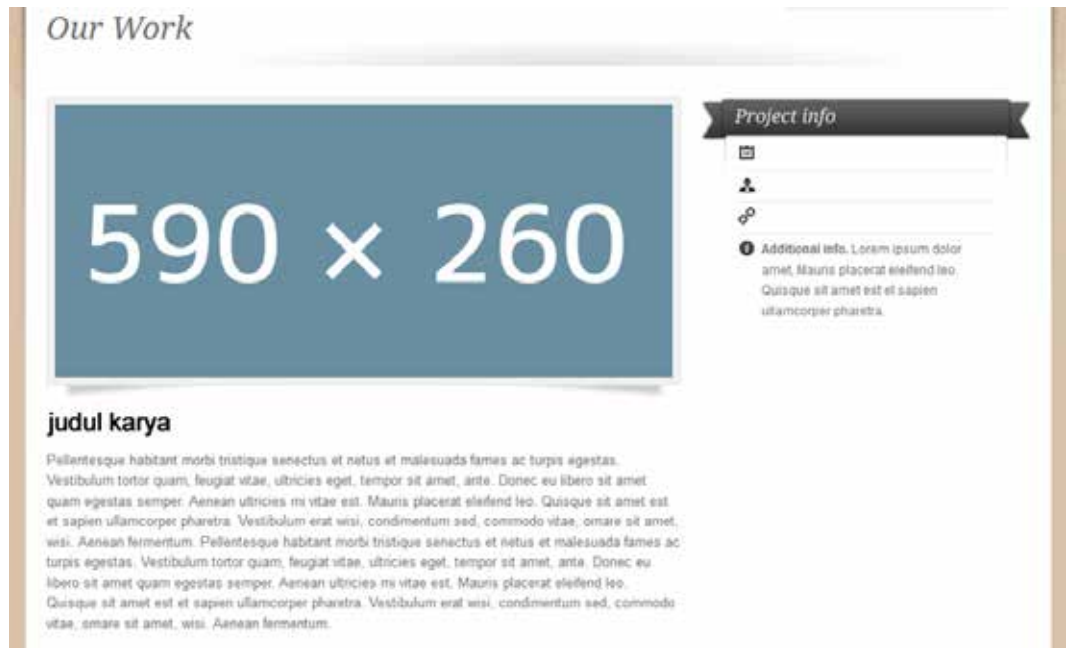 Our Work
590 × 260
judul karya
Pellentesque habitant morbi tristique senectus et netus et malesuada fames ac turpis egestas.
Vestibulum tortor quam, feugiat vitae, ultricies eget, tempor sit amet, ante. Donec eu libero sit amet
quam egestas semper. Aenean ultricies mi vitae est. Mauris placerat eleifend leo. Quisque sit amet est
et sapien ullamcorper pharetra. Vestibulum erat wisi, condimentum sed, commodo vitae, ornare sit amet,
wisi. Aenean fermentum. Pellentesque habitant morbi tristique senectus et netus et malesuada fames ac
turpis egestas. Vestibulum tortor quam, feugiat vitae, ultricies eget, tempor sit amet, ante. Donec eu
libero sit amet quam egestas semper. Aenean ultricies mi vitae est. Mauris placerat eleifend leo.
Quisque sit amet est et sapien ullamcorper pharetra. Vestibulum erat wisi, condimentum sed, commodo
vitae, ornare sit amet, wisi. Aenean fermentum.
Project info
Additional info. Lorem ipsum dolor
amet, Mauris placerat eleifend leo.
Quisque sit amet est et sapien
ullamcorper pharetra.